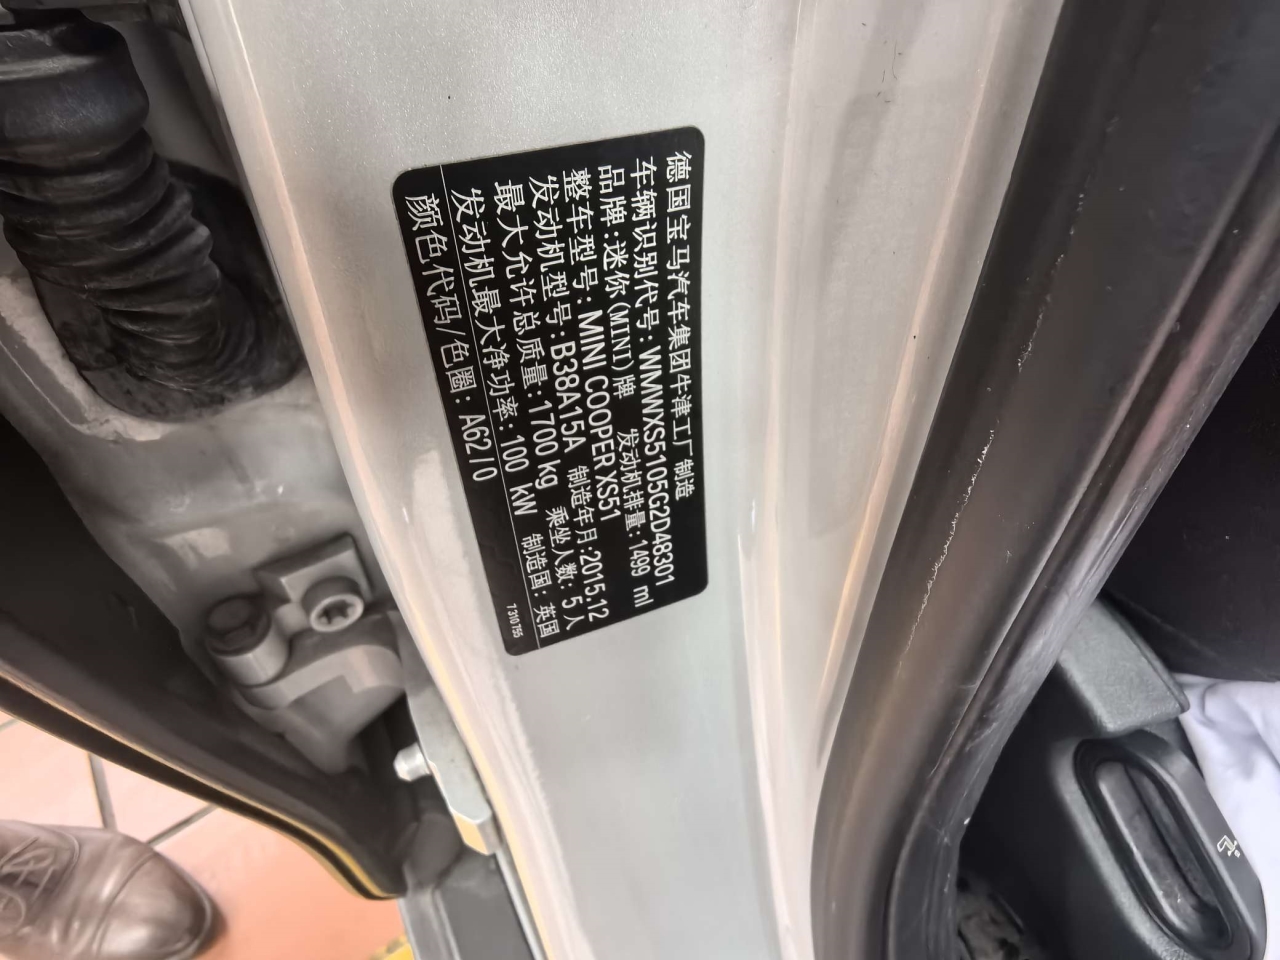 德国宝马汽车集团牛津工厂 制造
车辆识别代号: WMWXS5105G2D48301
品牌:迷你(MINI)牌 发动机排量: 1499 ml
整车型号: MINI COOPER XS51
发动机型号: B38A15A 制造年月:2015.12
最大允许总质量: 1700 kg 乘坐人数: 5 人
发动机最大净功率: 100 kW 制造国: 英国
颜色代码/色圈: A62/0
7 310 755